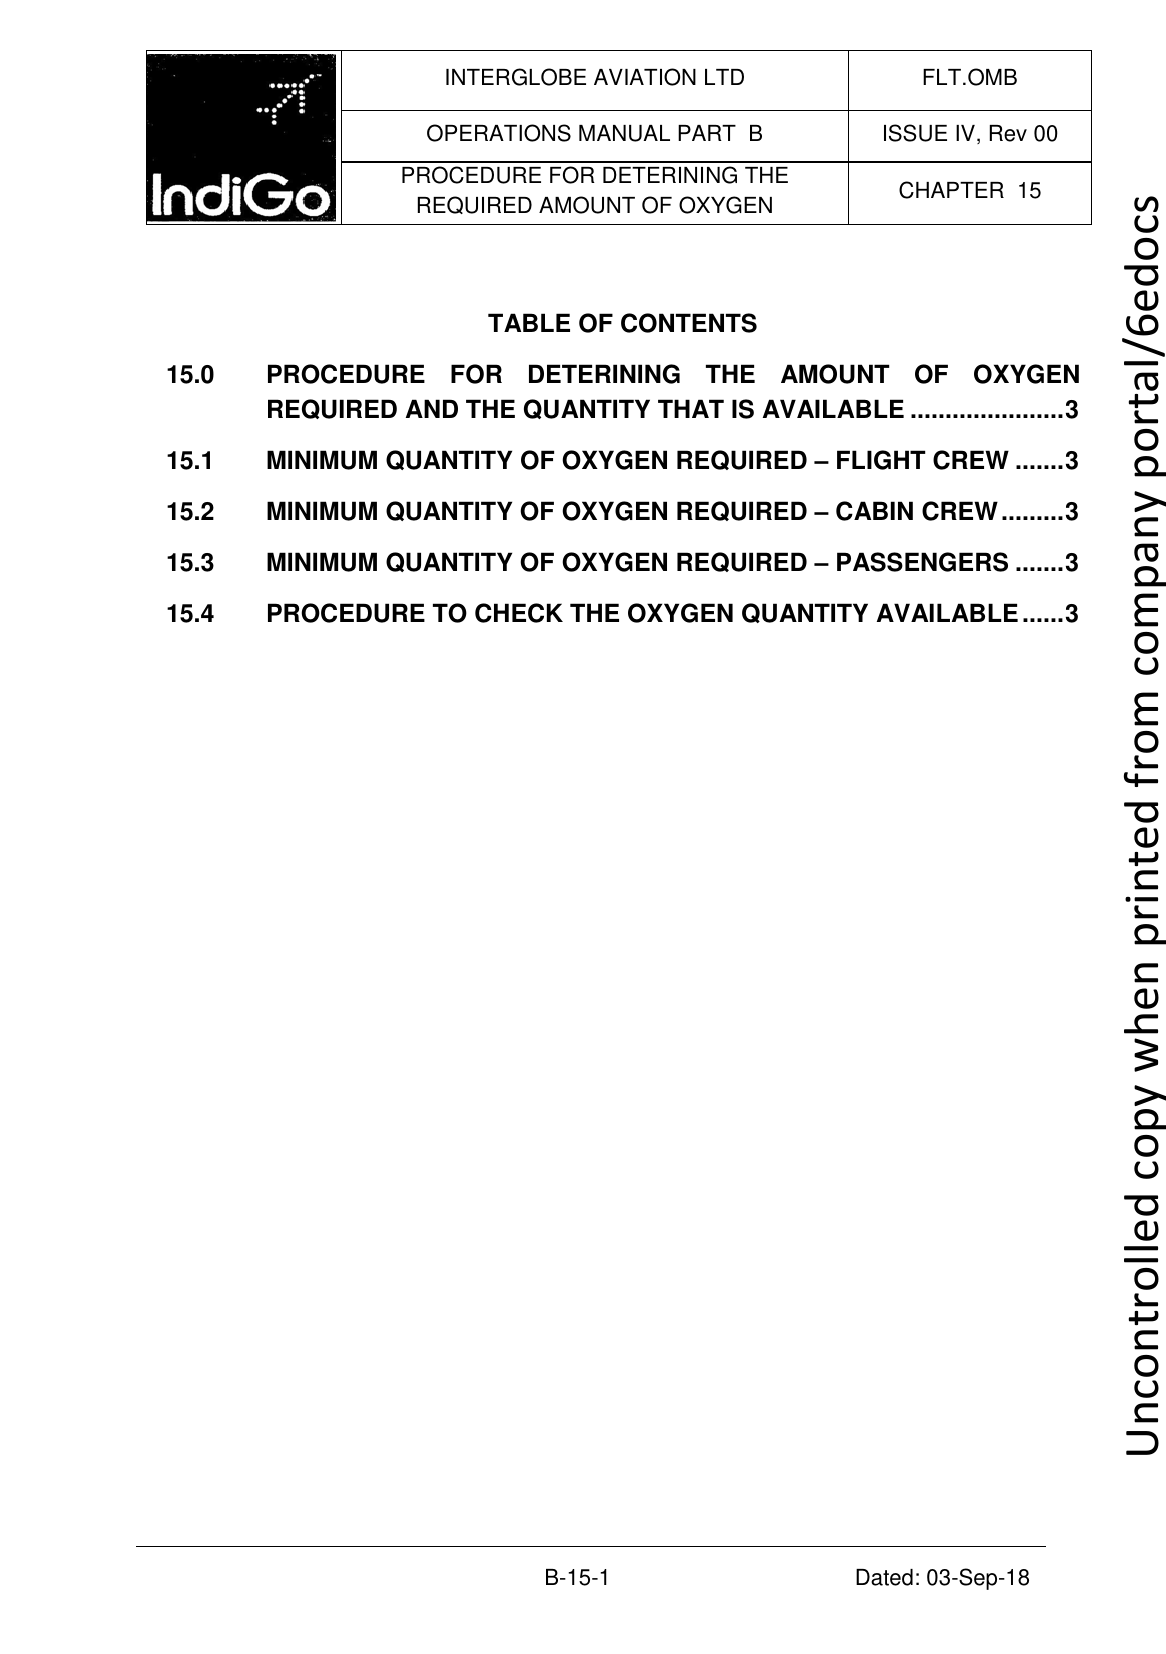 IndiGo
INTERGLOBE AVIATION LTD
FLT.OMB
OPERATIONS MANUAL PART  B
ISSUE IV, Rev 00
PROCEDURE FOR DETERINING THE
REQUIRED AMOUNT OF OXYGEN
CHAPTER  15
TABLE OF CONTENTS
15.0 PROCEDURE FOR DETERINING THE AMOUNT OF OXYGEN
REQUIRED AND THE QUANTITY THAT IS AVAILABLE ......................3
15.1 MINIMUM QUANTITY OF OXYGEN REQUIRED – FLIGHT CREW .......3
15.2 MINIMUM QUANTITY OF OXYGEN REQUIRED – CABIN CREW.........3
15.3 MINIMUM QUANTITY OF OXYGEN REQUIRED – PASSENGERS .......3
15.4 PROCEDURE TO CHECK THE OXYGEN QUANTITY AVAILABLE......3
B-15-1
Dated: 03-Sep-18
Uncontrolled copy when printed from company portal/6edocs